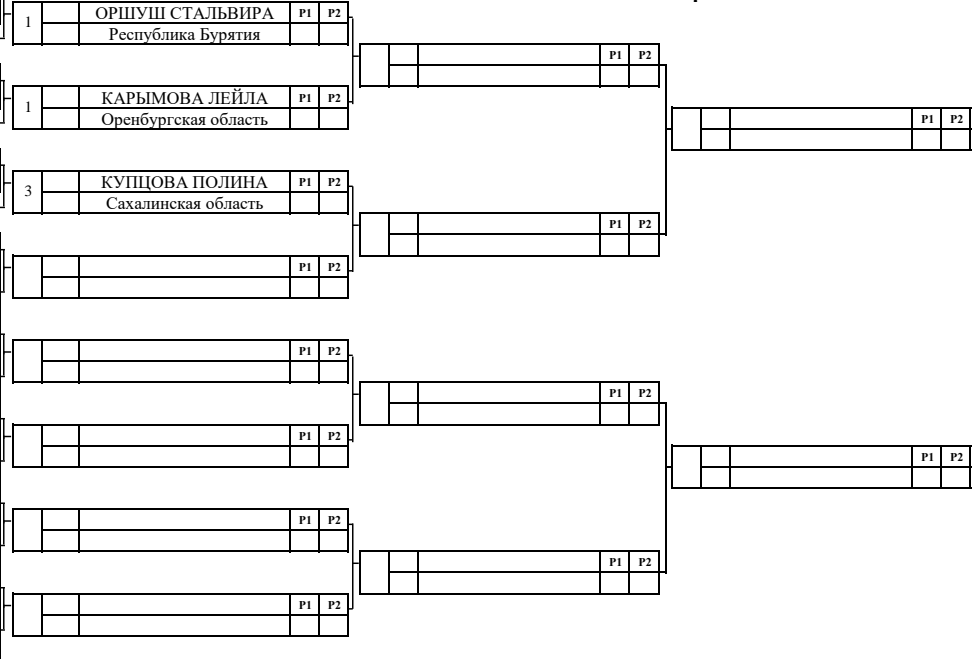 1 ОРШУШ СТАЛЬВИРА P1 P2
Республика Бурятия
P1 P2
1 КАРЫМОВА ЛЕЙЛА P1 P2
Оренбургская область
P1 P2
3 КУПЦОВА ПОЛИНА P1 P2
Сахалинская область
P1 P2
P1 P2
P1 P2
P1 P2
P1 P2
P1 P2
P1 P2
P1 P2
P1 P2